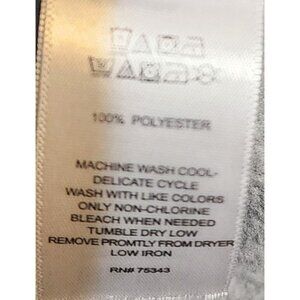 100% POLYESTER
MACHINE WASH COOL-
DELICATE CYCLE
WASH WITH LIKE COLORS
ONLY NON-CHLORINE
BLEACH WHEN NEEDED
TUMBLE DRY LOW
REMOVE PROMTLY FROM DRYER
LOW IRON
RN# 75343